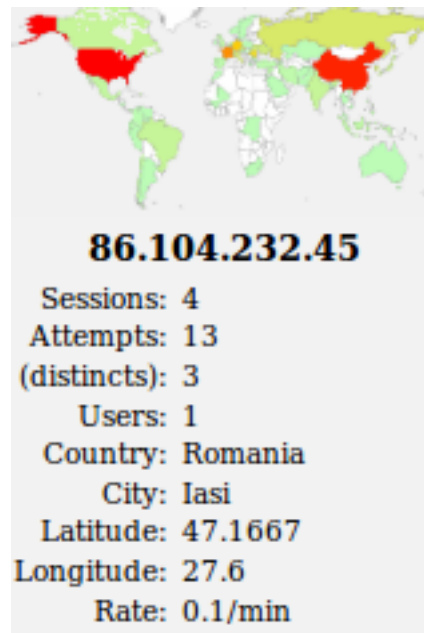 86.104.232.45
Sessions: 4
Attempts: 13
(distincts): 3
Users: 1
Country: Romania
City: Iasi
Latitude: 47.1667
Longitude: 27.6
Rate: 0.1/min